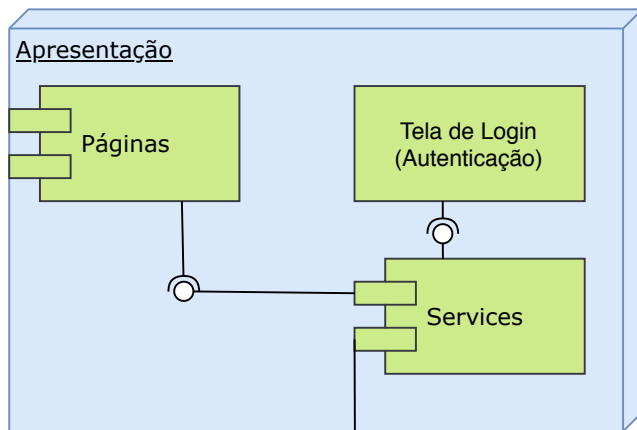 Apresentação
Páginas
Tela de Login
(Autenticação)
Services